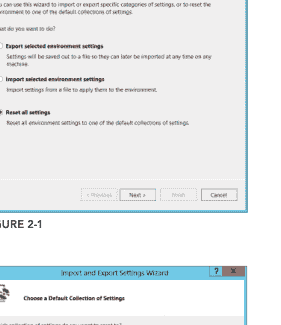 u can use this wizard to import or export specific categories of settings, or to reset the
vironment to one of the default collections of settings.
at do you want to do?
Export selected environment settings
Settings will be saved out to a file so they can later be imported at any time on any
machine.
Import selected environment settings
Import settings from a file to apply them to the environment.
Reset all settings
Reset all environment settings to one of the default collections of settings.
< Previous Next > Finish Cancel
URE 2-1
Import and Export Settings Wizard ? X
Choose a Default Collection of Settings